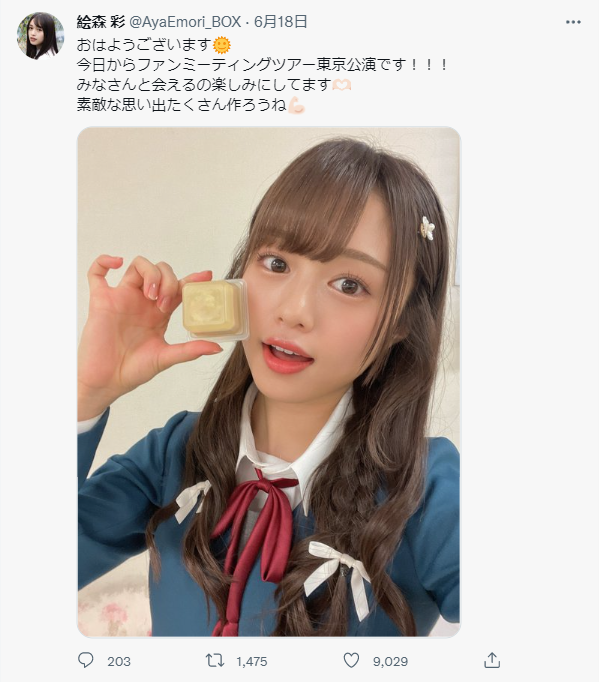 絵森 彩 @AyaEmori_BOX · 6月18日
おはようございます🌞
今日からファンミーティングツアー東京公演です！！！
みなさんと会えるの楽しみにしてます🫶🏻
素敵な思い出たくさん作ろうね💪🏻
203
1,475
9,029